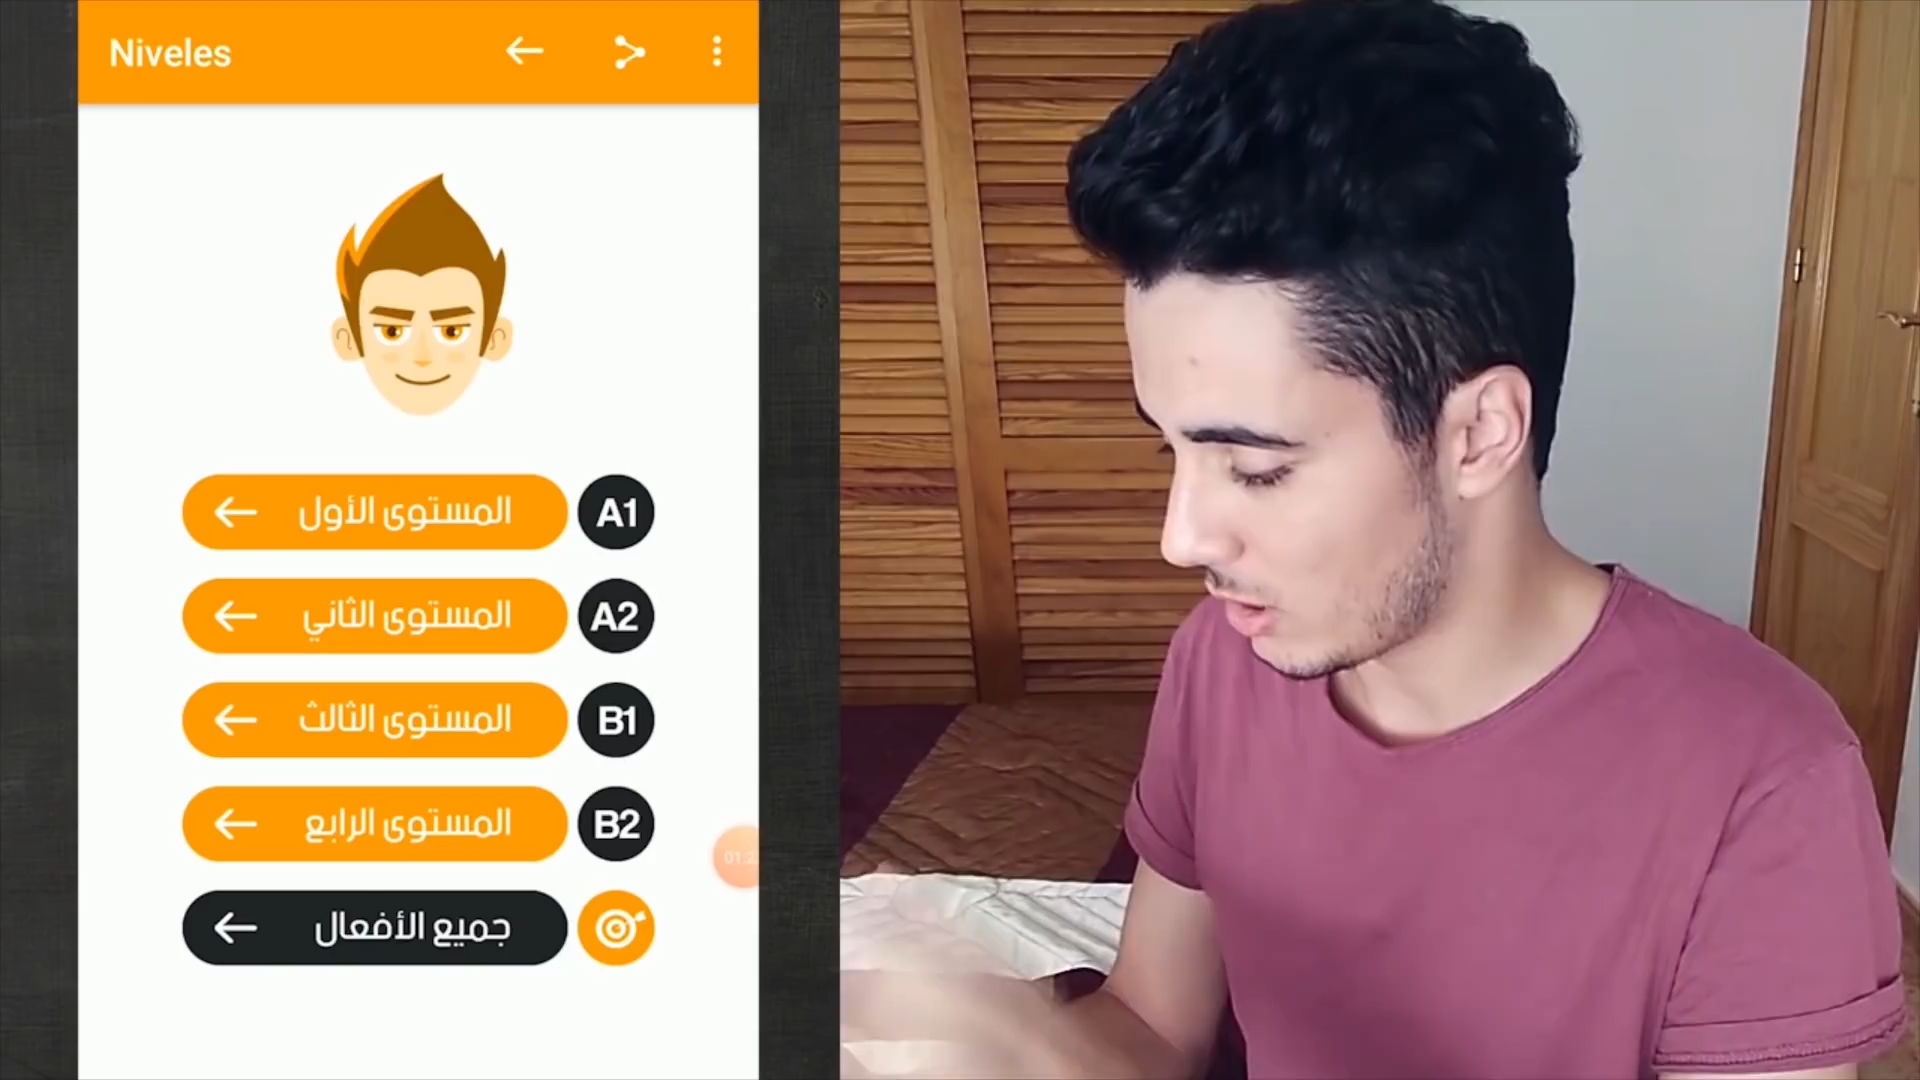 Niveles
المستوى الأول A1
المستوى الثاني A2
المستوى الثالث B1
المستوى الرابع B2
جميع الأفعال